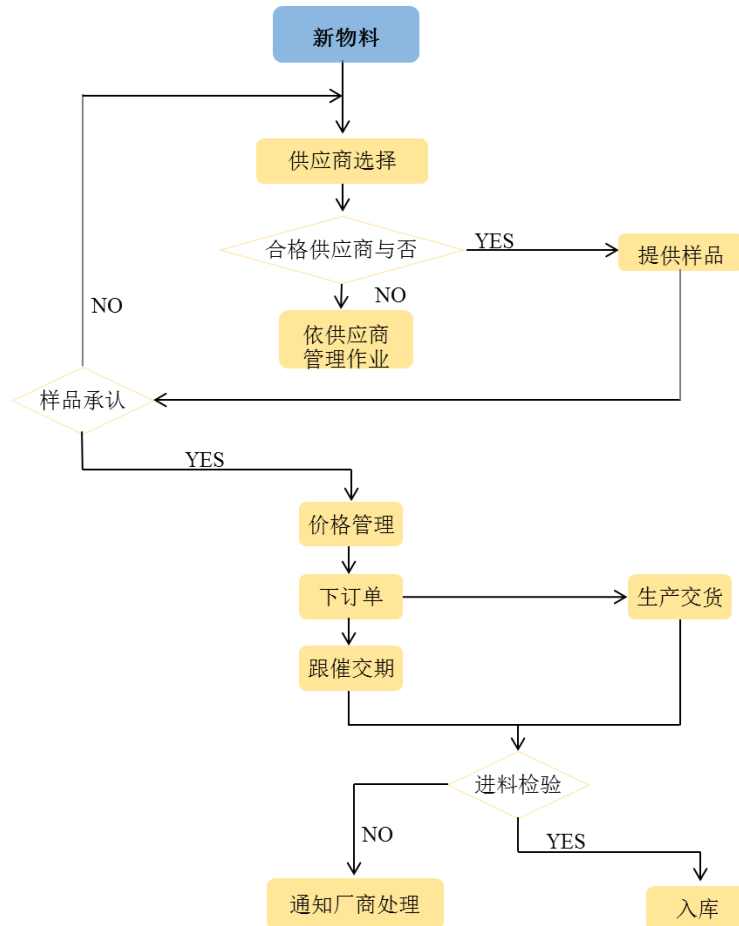 新物料
供应商选择
合格供应商与否
YES
提供样品
NO
NO
依供应商
管理作业
样品承认
YES
价格管理
下订单
生产交货
跟催交期
进料检验
NO
YES
通知厂商处理
入库